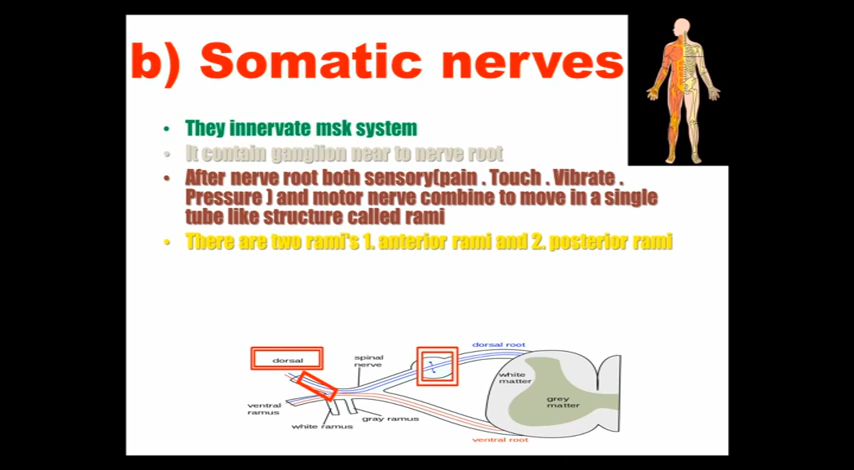 b) Somatic nerves
• They innervate msk system
• It contain ganglion near to nerve root
• After nerve root both sensory(pain . Touch . Vibrate .
Pressure ) and motor nerve combine to move in a single
tube like structure called rami
• There are two rami's 1. anterior rami and 2. posterior rami
dorsal root
dorsal
spinal
nerve
white
matter
grey
matter
ventral
ramus
gray ramus
white ramus
ventral root